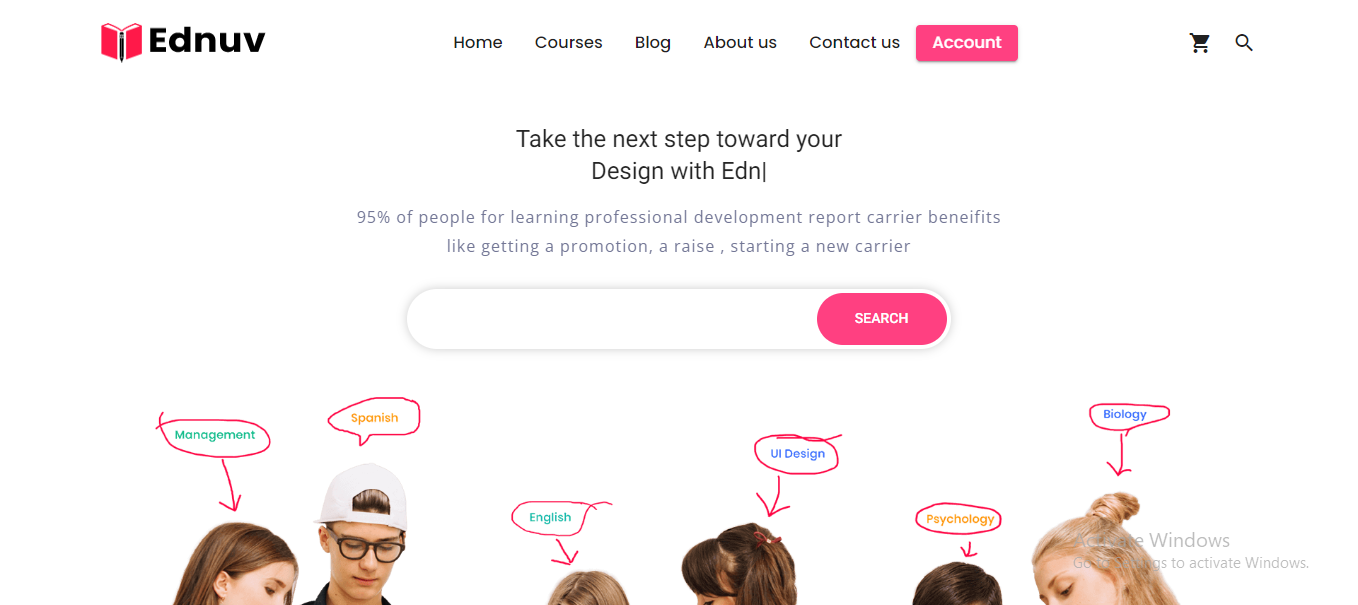 Ednuv
Home Courses Blog About us Contact us Account
Take the next step toward your
Design with Edn|
95% of people for learning professional development report carrier beneifits
like getting a promotion, a raise , starting a new carrier
SEARCH
Biology
Spanish
Management
UI Design
English
Psychology
Activate Windows
Go to Settings to activate Windows.